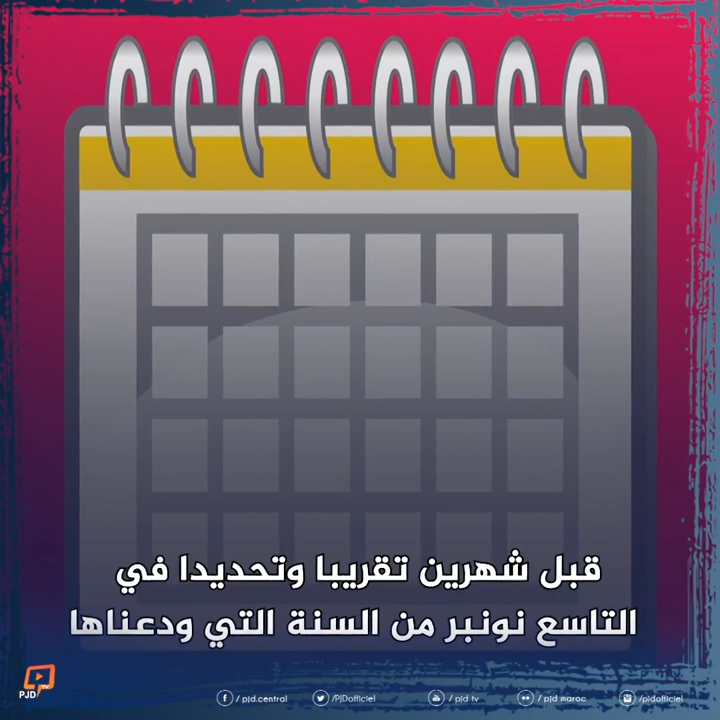 قبل شهرين تقريبا وتحديدا في
التاسع نونبر من السنة التي ودعناها
PJD TV
/ pjd.central
/PJDofficiel
/ pjd tv
/ pjd maroc
/pjdofficiel